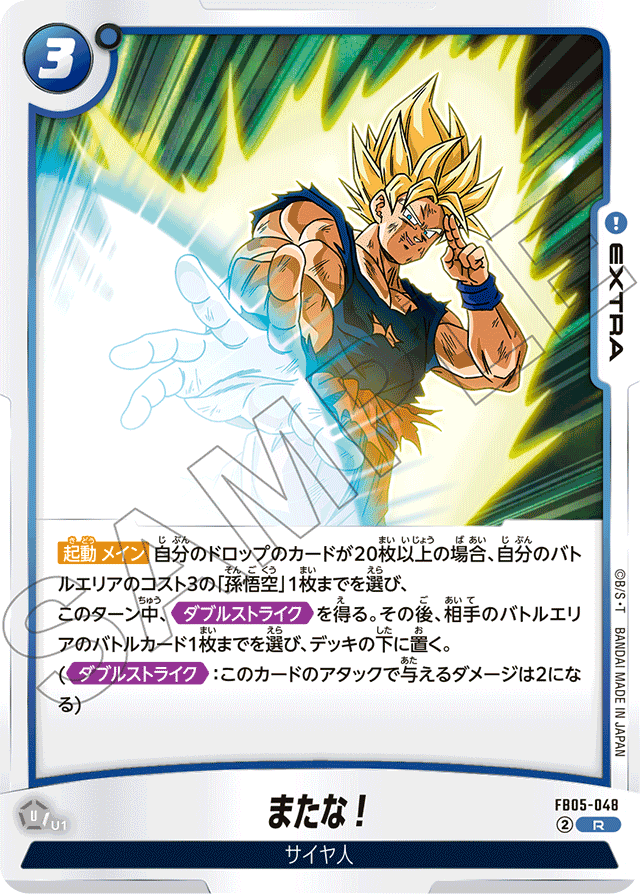 3
EXTRA
SAMPLE
起動 メイン 自分のドロップのカードが20枚以上の場合、自分のバト
ルエリアのコスト3の「孫悟空」1枚までを選び、
このターン中、ダブルストライク を得る。その後、相手のバトルエリ
アのバトルカード1枚までを選び、デッキの下に置く。
(ダブルストライク:このカードのアタックで与えるダメージは2にな
る)
©B/S・T BANDAI MADE IN JAPAN
またな!
FB05-048
U/U1
② R
サイヤ人